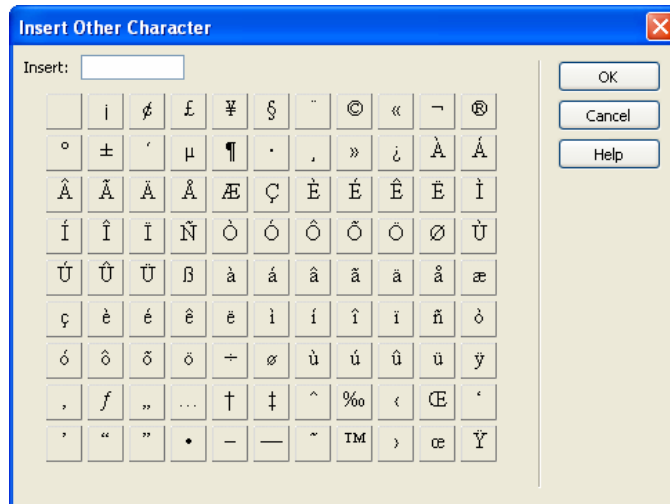 Insert Other Character
Insert:
OK
Cancel
Help
¡ ¢ £ ¥ § ¨ © « ¬ ®
° ± ´ µ ¶ · ¸ » ¿ À Á
Â Ã Ä Å Æ Ç È É Ê Ë Ì
Í Î Ï Ñ Ò Ó Ô Õ Ö Ø Ù
Ú Û Ü ß à á â ã ä å æ
ç è é ê ë ì í î ï ñ ò
ó ô õ ö ÷ ø ù ú û ü ÿ
‚ ƒ „ … † ‡ ˆ ‰ ‹ Œ ‘
’ “ ” • – — ˜ ™ › œ Ÿ